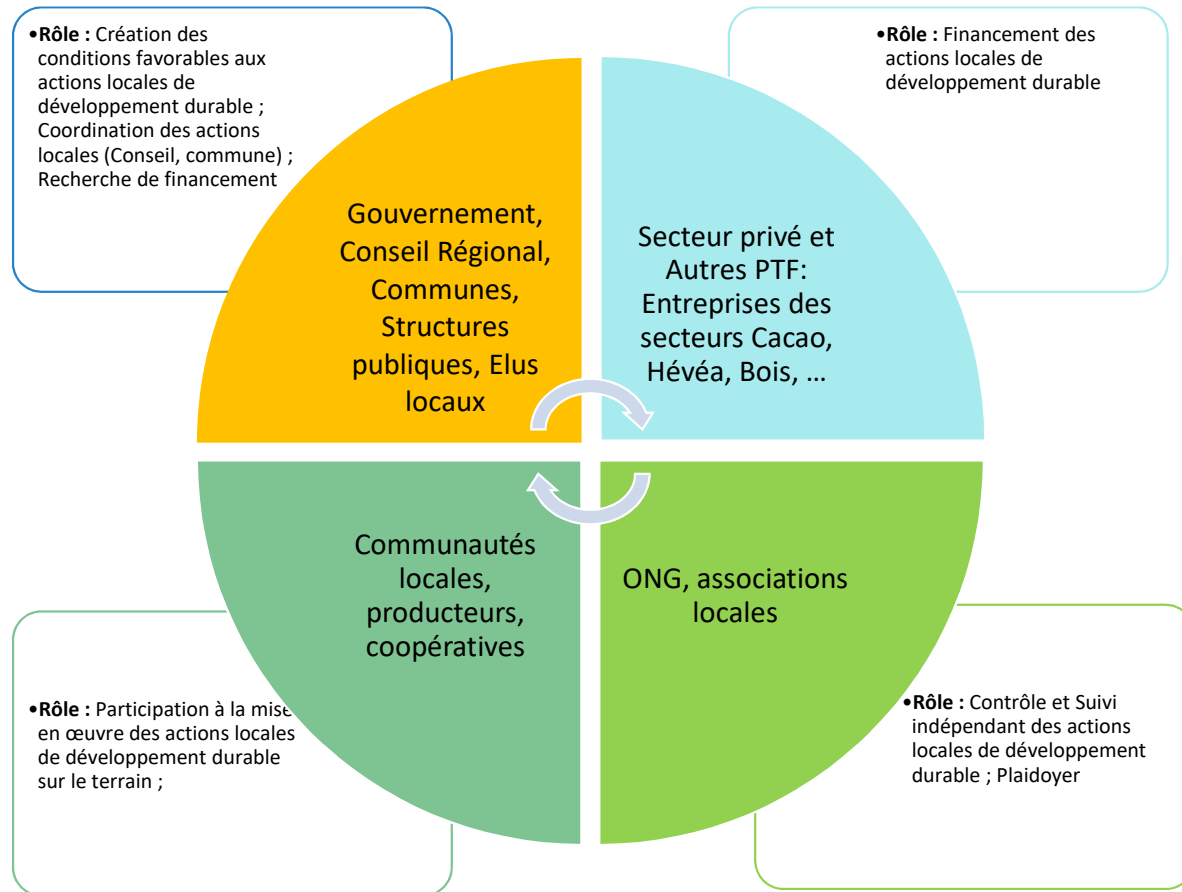 •Rôle : Création des
conditions favorables aux
actions locales de
développement durable ;
Coordination des actions
locales (Conseil, commune) ;
Recherche de financement
•Rôle : Financement des
actions locales de
développement durable
Gouvernement,
Conseil Régional,
Communes,
Structures
publiques, Elus
locaux
Secteur privé et
Autres PTF:
Entreprises des
secteurs Cacao,
Hévéa, Bois, …
Communautés
locales,
producteurs,
coopératives
ONG, associations
locales
•Rôle : Participation à la mise
en œuvre des actions locales
de développement durable
sur le terrain ;
•Rôle : Contrôle et Suivi
indépendant des actions
locales de développement
durable ; Plaidoyer